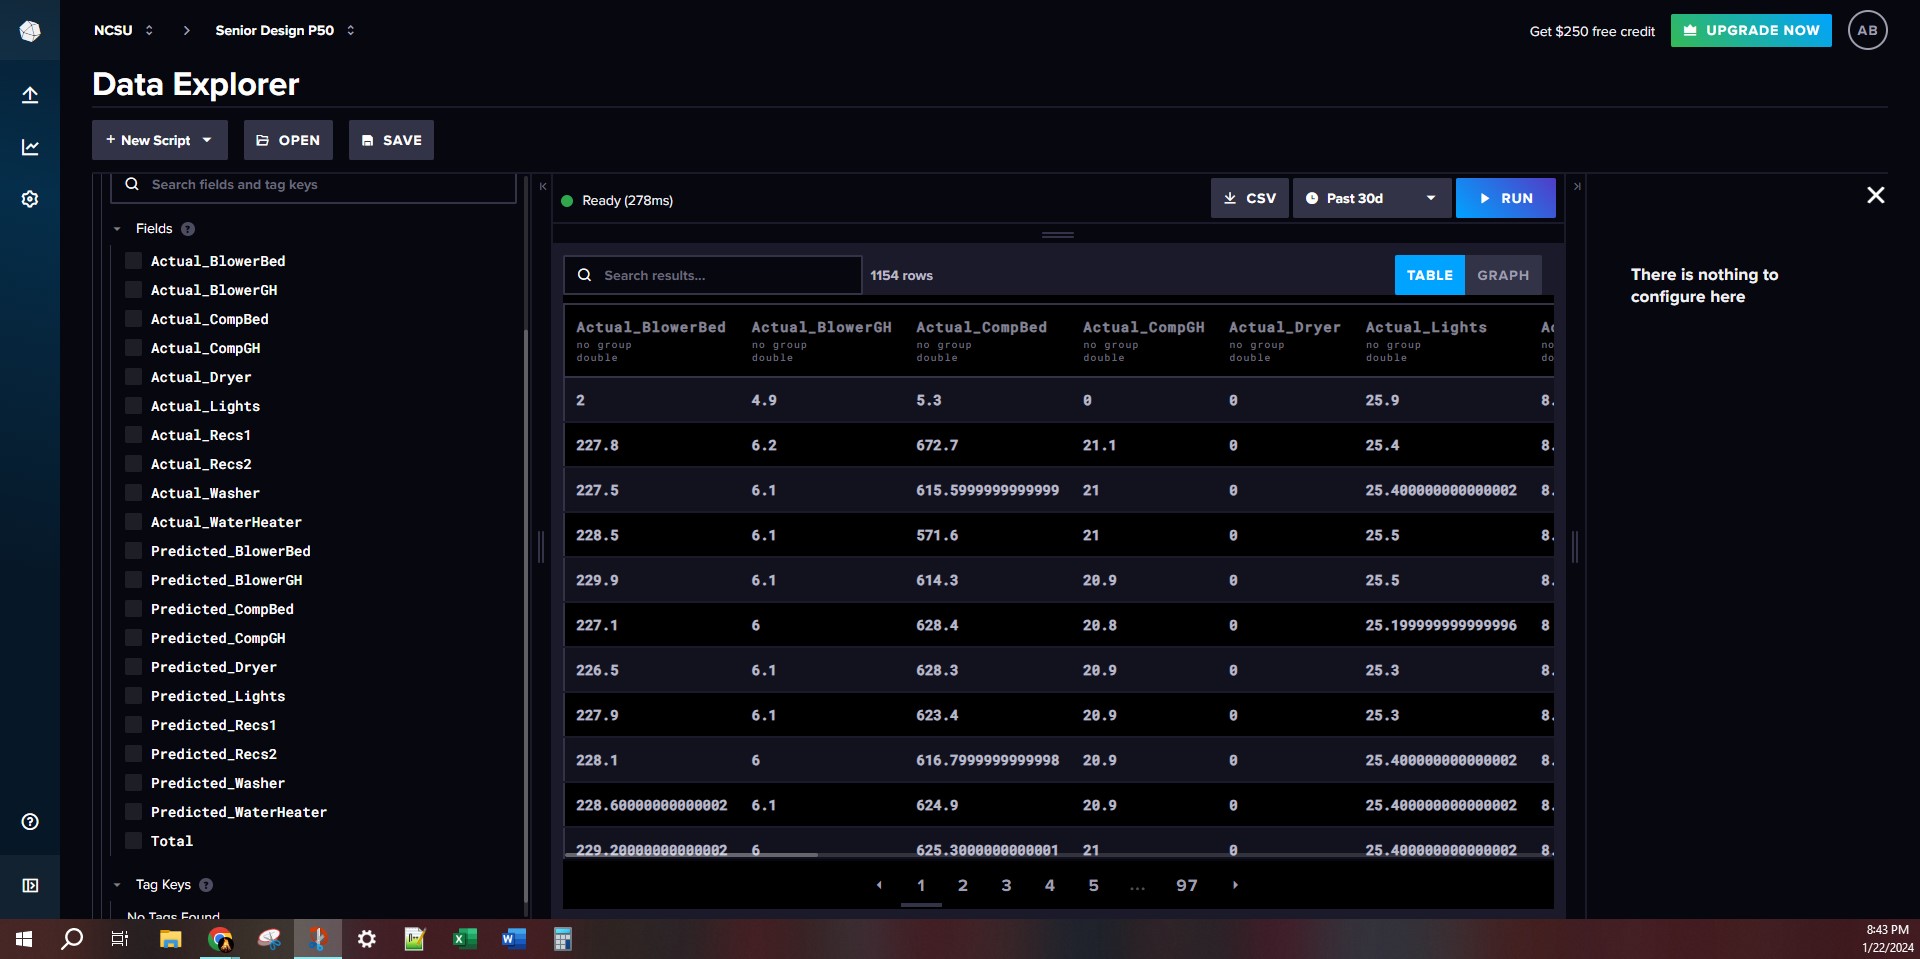 NCSU
Senior Design P50
Get $250 free credit
UPGRADE NOW
AB
Data Explorer
+ New Script
OPEN
SAVE
Search fields and tag keys
Fields
Actual_BlowerBed
Actual_BlowerGH
Actual_CompBed
Actual_CompGH
Actual_Dryer
Actual_Lights
Actual_Recs1
Actual_Recs2
Actual_Washer
Actual_WaterHeater
Predicted_BlowerBed
Predicted_BlowerGH
Predicted_CompBed
Predicted_CompGH
Predicted_Dryer
Predicted_Lights
Predicted_Recs1
Predicted_Recs2
Predicted_Washer
Predicted_WaterHeater
Total
Tag Keys
No Tags Found
Ready (278ms)
CSV
Past 30d
RUN
Search results...
1154 rows
TABLE
GRAPH
Actual_BlowerBed Actual_BlowerGH Actual_CompBed Actual_CompGH Actual_Dryer Actual_Lights Ac
no group no group no group no group no group no group no
double double double double double double do
2 4.9 5.3 0 0 25.9 8.
227.8 6.2 672.7 21.1 0 25.4 8.
227.5 6.1 615.5999999999999 21 0 25.400000000000002 8.
228.5 6.1 571.6 21 0 25.5 8.
229.9 6.1 614.3 20.9 0 25.5 8.
227.1 6 628.4 20.8 0 25.199999999999996 8
226.5 6.1 628.3 20.9 0 25.3 8.
227.9 6.1 623.4 20.9 0 25.3 8.
228.1 6 616.7999999999998 20.9 0 25.400000000000002 8.
228.60000000000002 6.1 624.9 20.9 0 25.400000000000002 8.
229.20000000000002 6 625.3000000000001 21 0 25.400000000000002 8.
1 2 3 4 5 ... 97
There is nothing to
configure here
8:43 PM
1/22/2024